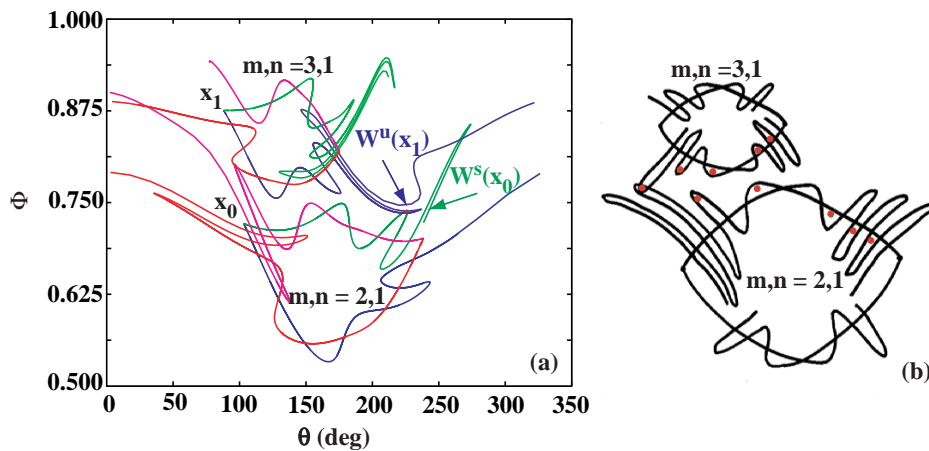 1.000
0.875
0.750
0.625
0.500
Φ
0 50 100 150 200 250 300 350
θ (deg)
m,n =3,1
x1
Wu(x1)
Ws(x0)
x0
m,n = 2,1
(a)
m,n =3,1
m,n = 2,1
(b)